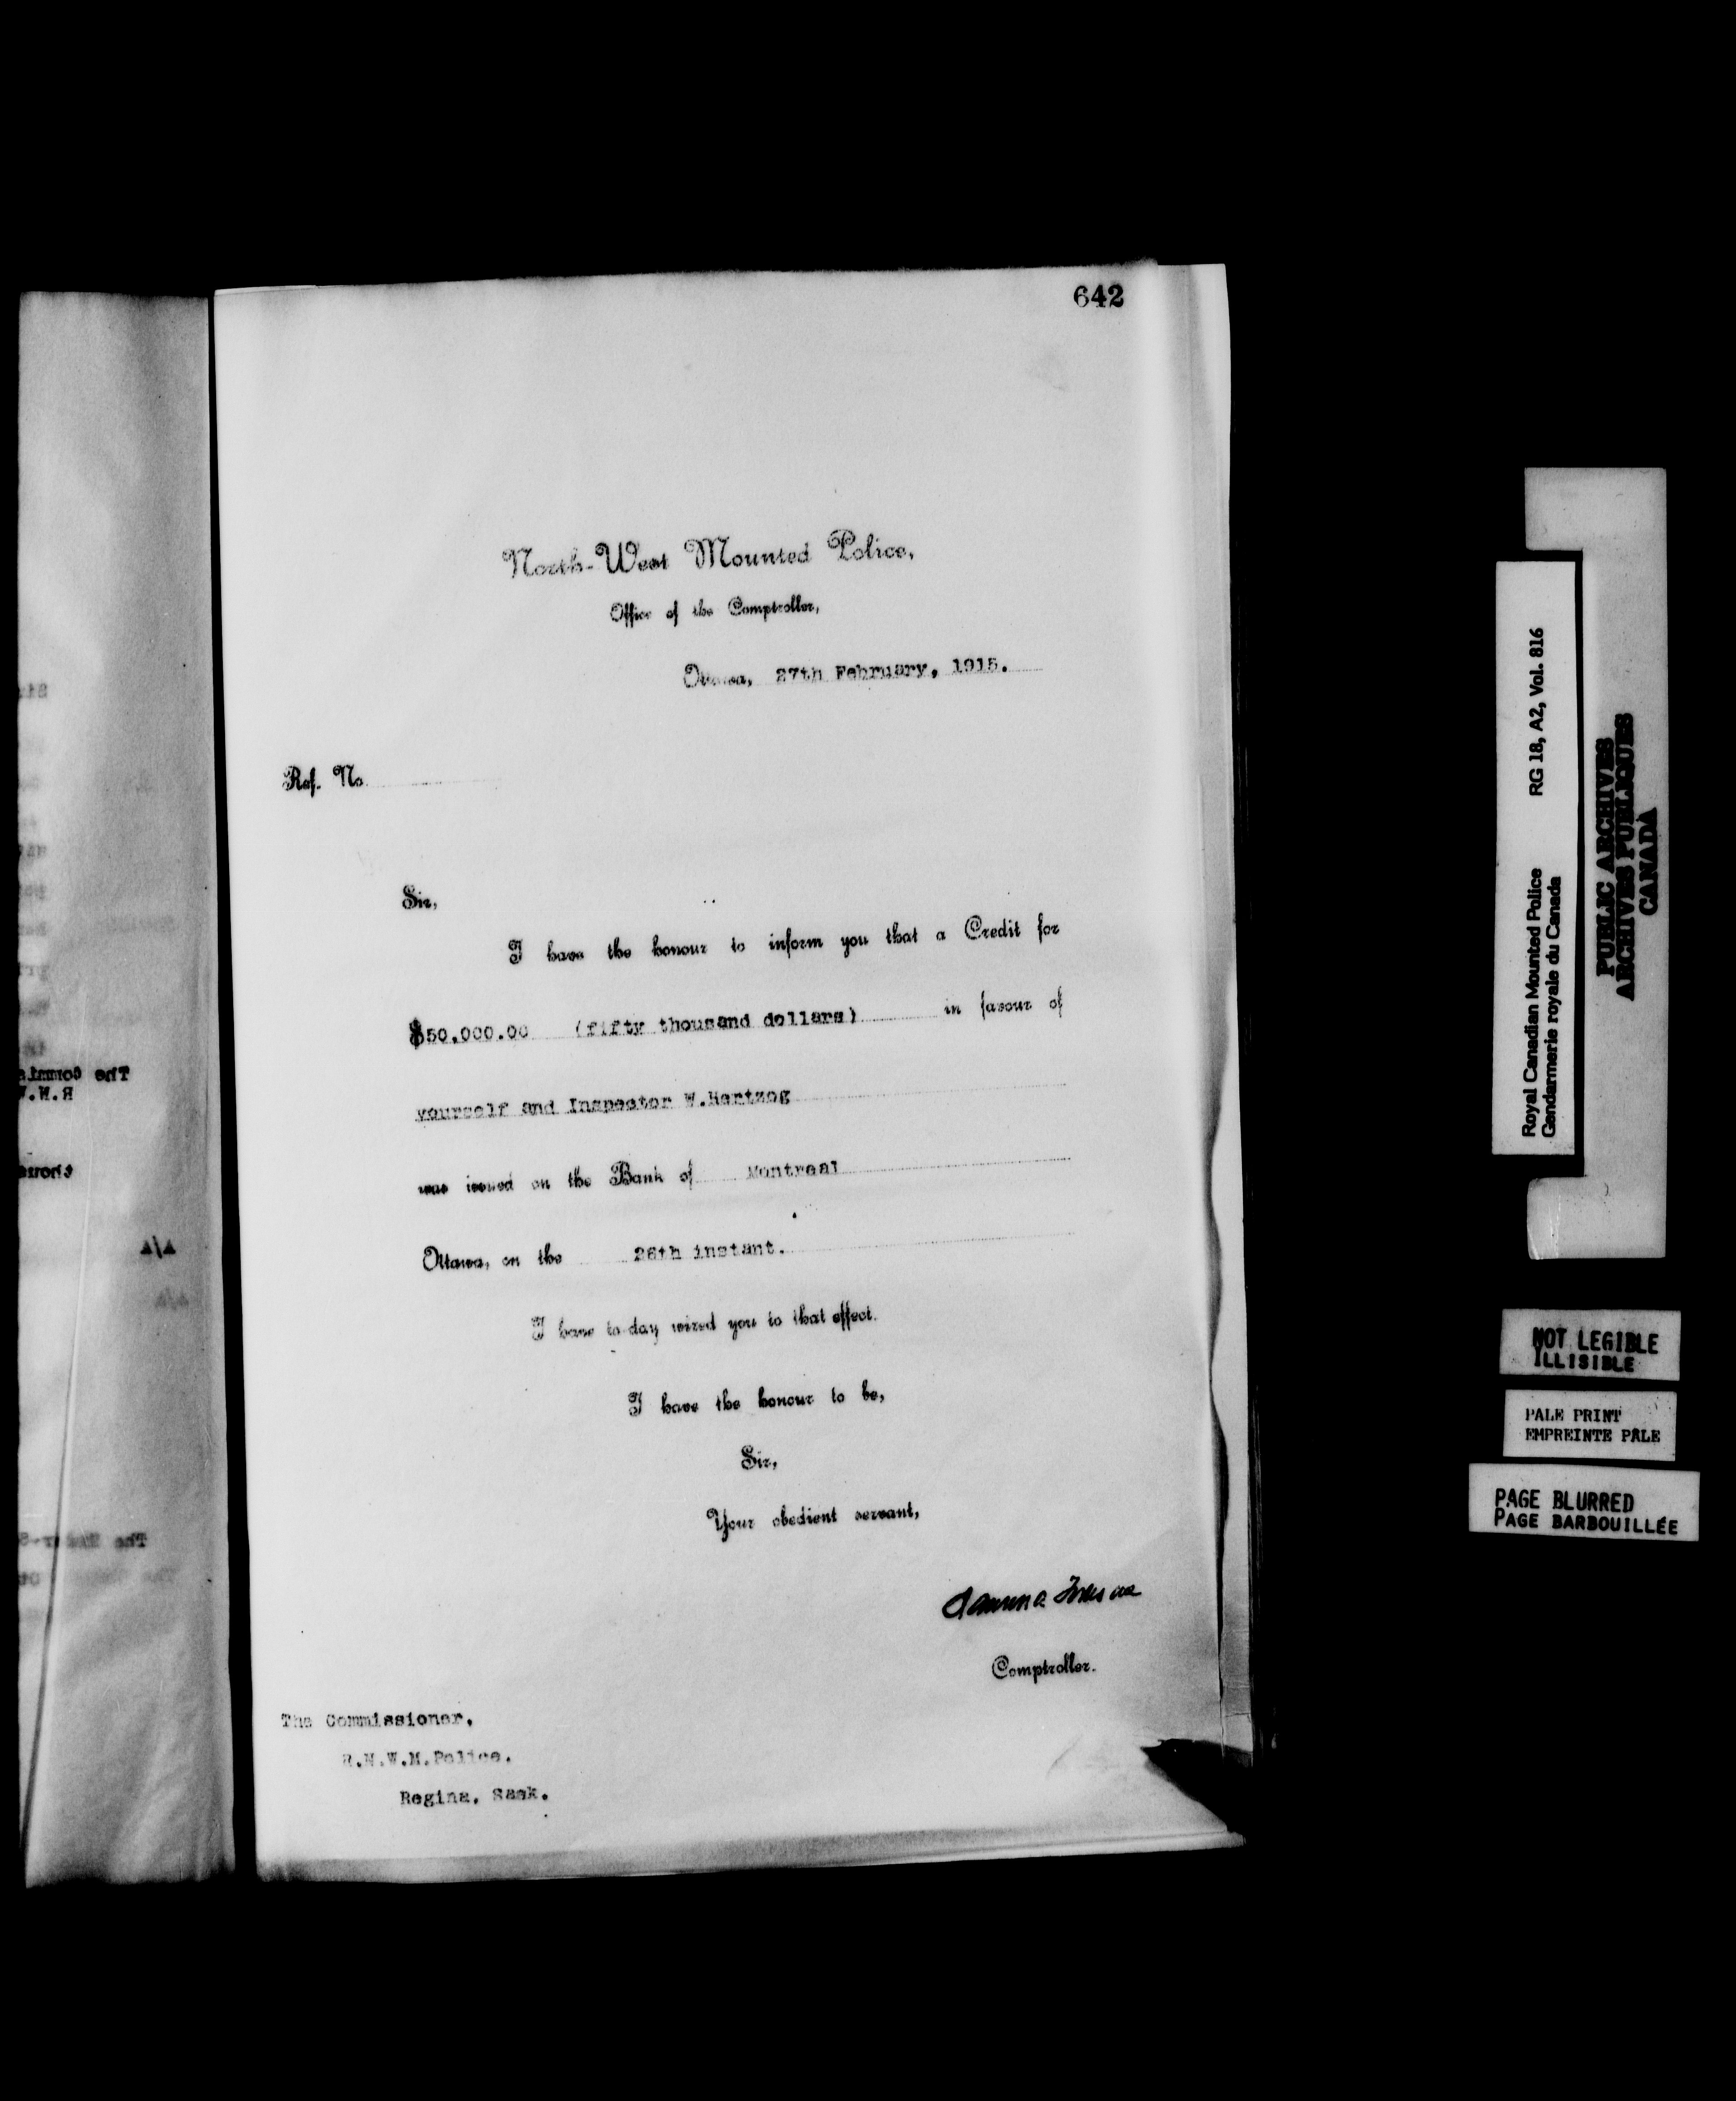 642
North-West Mounted Police,
Office of the Comptroller,
Ottawa, 27th February, 1915.
Ref. No.
Sir,
I have the honour to inform you that a Credit for
$50,000.00 (fifty thousand dollars) in favour of
yourself and Inspector W.Hertzog
was issued on the Bank of Montreal
Ottawa, on the 26th instant.
I have to-day wired you to that effect.
I have the honour to be,
Sir,
Your obedient servant,
Comptroller.
The Commissioner,
R.N.W.M.Police.
Regina, Sask.
Royal Canadian Mounted Police RG 18, A2, Vol. 816
Gendarmerie royale du Canada
PUBLIC ARCHIVES
ARCHIVES PUBLIQUES
CANADA
NOT LEGIBLE
ILLISIBLE
PALE PRINT
EMPREINTE PÂLE
PAGE BLURRED
PAGE BARBOUILLÉE